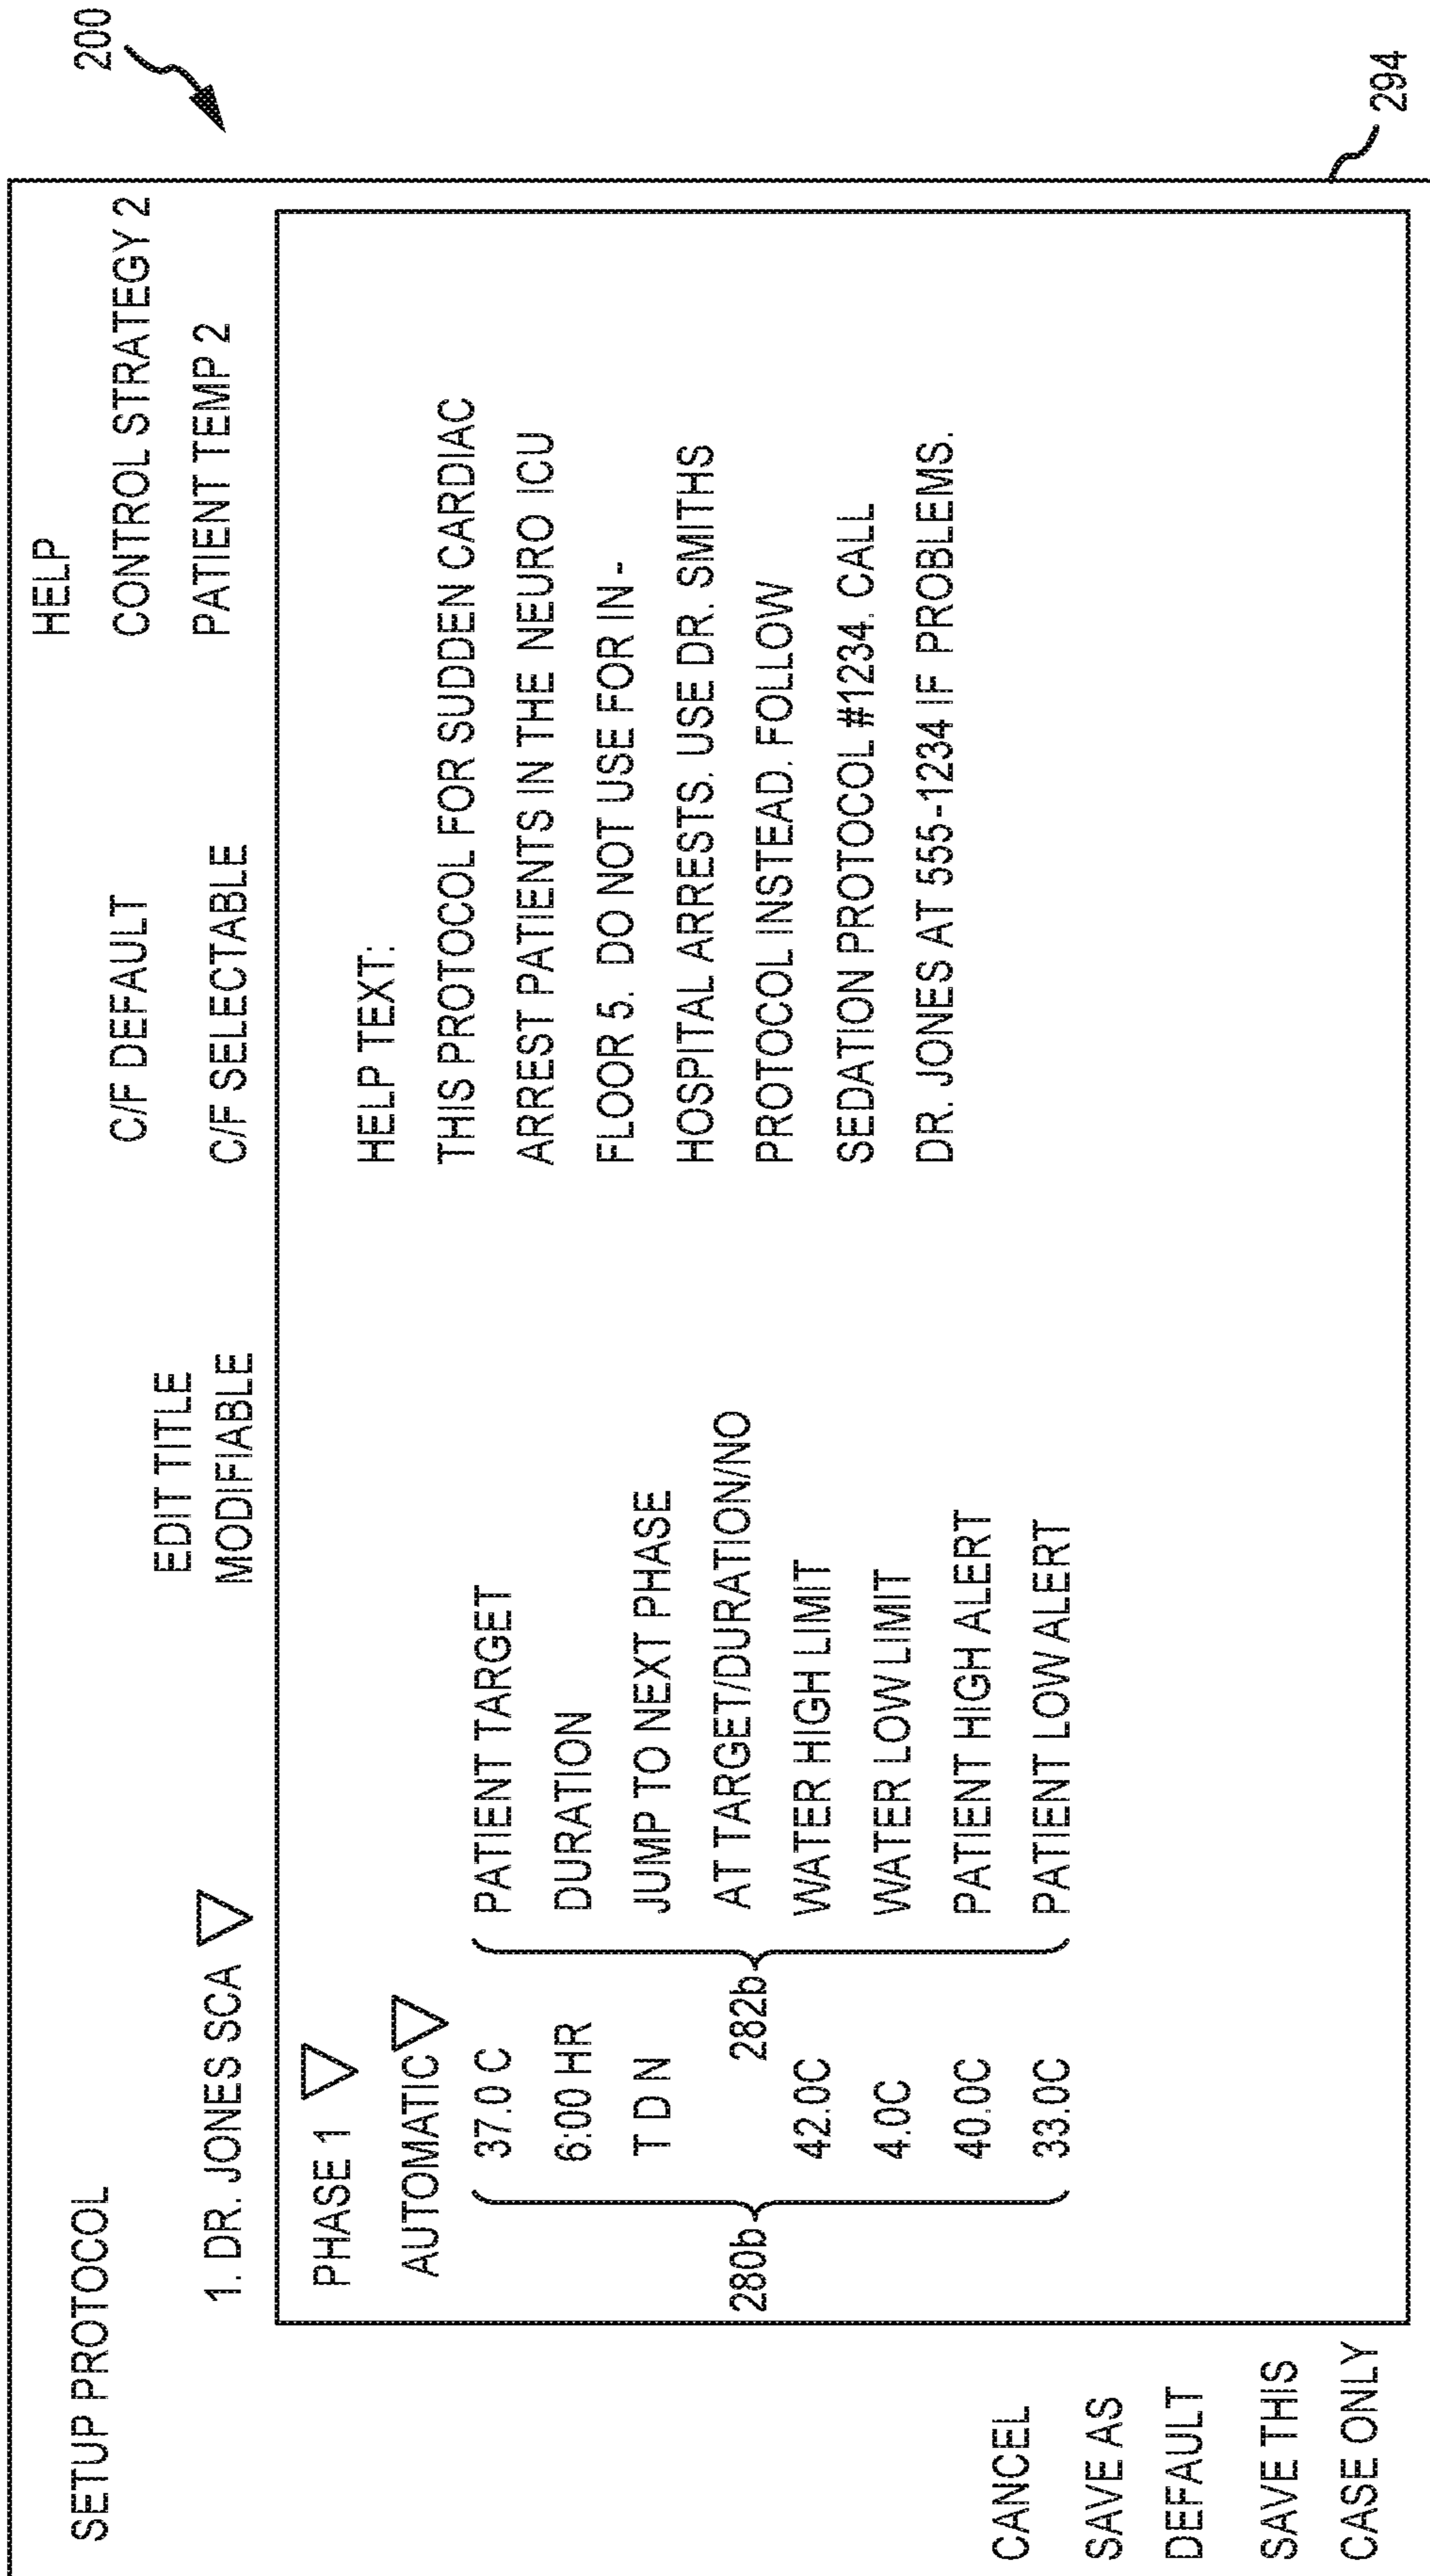 200
294
SETUP PROTOCOL
HELP
1. DR. JONES SCA
EDIT TITLE
MODIFIABLE
C/F DEFAULT
C/F SELECTABLE
CONTROL STRATEGY 2
PATIENT TEMP 2
PHASE 1
AUTOMATIC
37.0 C PATIENT TARGET
6:00 HR DURATION
T D N JUMP TO NEXT PHASE
AT TARGET/DURATION/NO
42.0C WATER HIGH LIMIT
4.0C WATER LOW LIMIT
40.0C PATIENT HIGH ALERT
33.0C PATIENT LOW ALERT
280b
282b
HELP TEXT:
THIS PROTOCOL FOR SUDDEN CARDIAC
ARREST PATIENTS IN THE NEURO ICU
FLOOR 5. DO NOT USE FOR IN -
HOSPITAL ARRESTS. USE DR. SMITHS
PROTOCOL INSTEAD. FOLLOW
SEDATION PROTOCOL #1234. CALL
DR. JONES AT 555-1234 IF PROBLEMS.
CANCEL
SAVE AS
DEFAULT
SAVE THIS
CASE ONLY